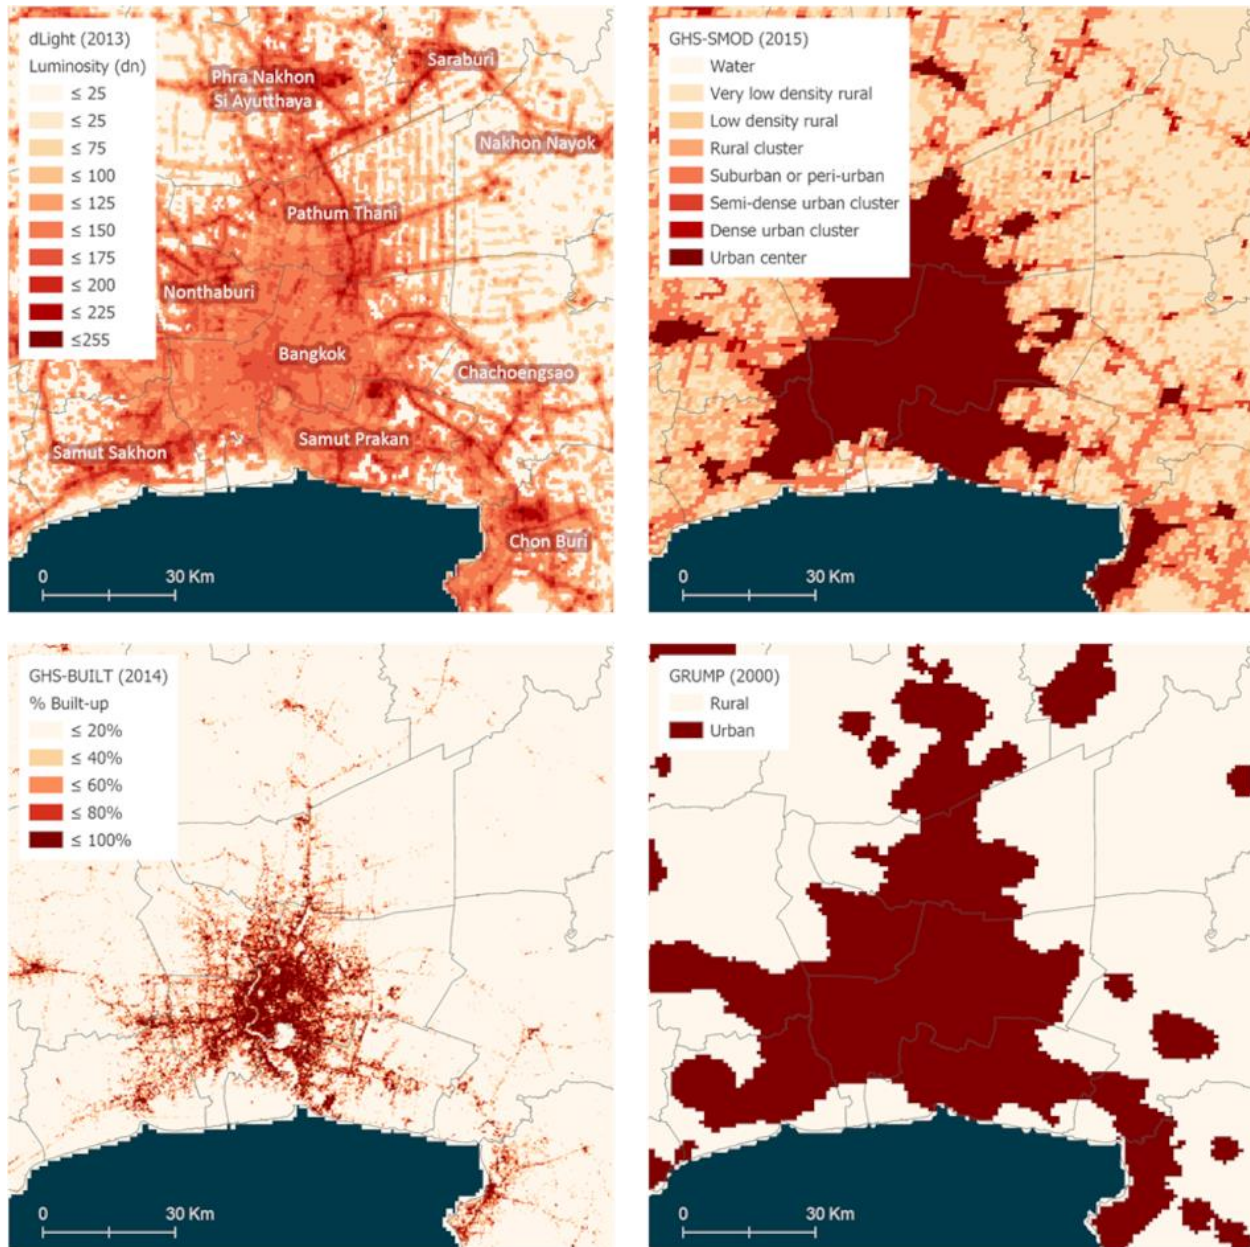 dLight (2013)
Luminosity (dn)
≤ 25
≤ 25
≤ 75
≤ 100
≤ 125
≤ 150
≤ 175
≤ 200
≤ 225
≤255
Phra Nakhon
Si Ayutthaya
Saraburi
Nakhon Nayok
Pathum Thani
Nonthaburi
Bangkok
Chachoengsao
Samut Prakan
Samut Sakhon
Chon Buri
0 30 Km
GHS-SMOD (2015)
Water
Very low density rural
Low density rural
Rural cluster
Suburban or peri-urban
Semi-dense urban cluster
Dense urban cluster
Urban center
0 30 Km
GHS-BUILT (2014)
% Built-up
≤ 20%
≤ 40%
≤ 60%
≤ 80%
≤ 100%
0 30 Km
GRUMP (2000)
Rural
Urban
0 30 Km